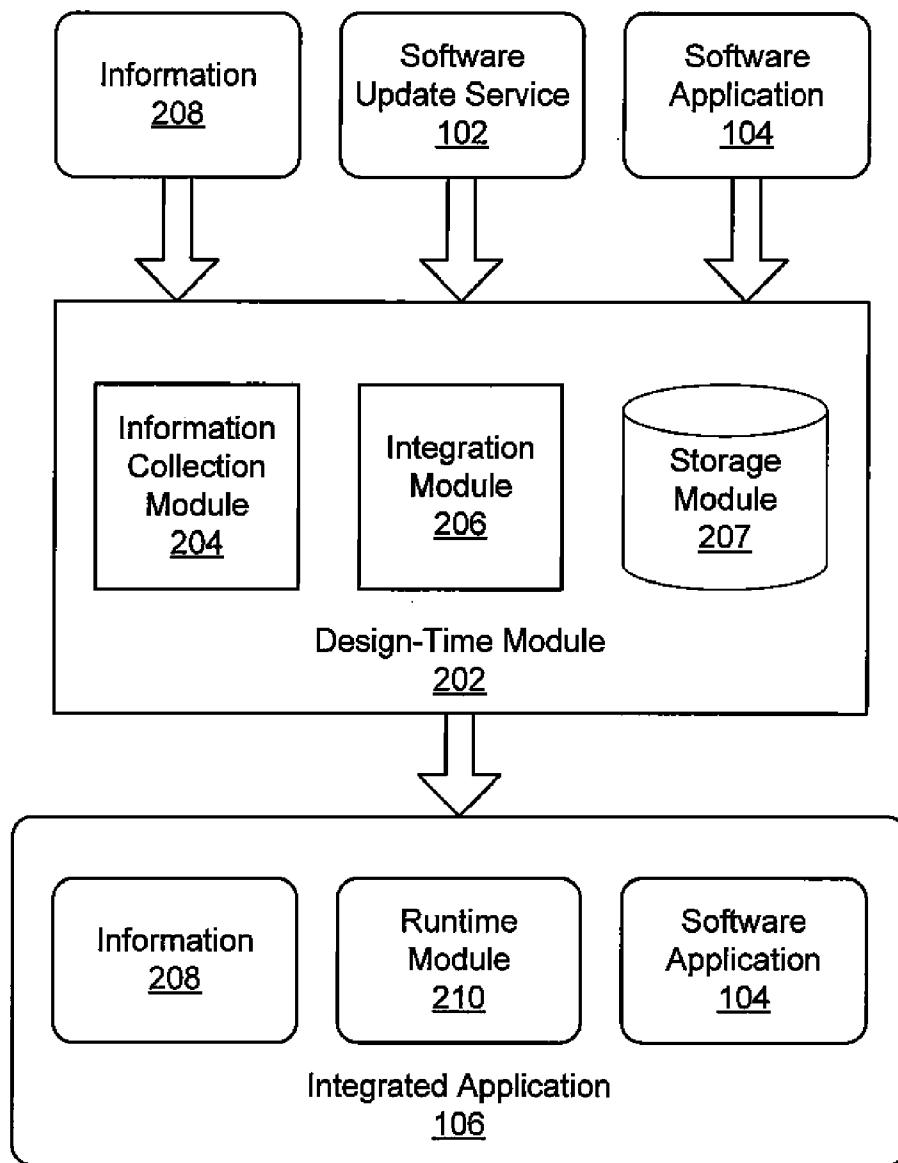 Information
208
Software
Update Service
102
Software
Application
104
Information
Collection
Module
204
Integration
Module
206
Storage
Module
207
Design-Time Module
202
Information
208
Runtime
Module
210
Software
Application
104
Integrated Application
106